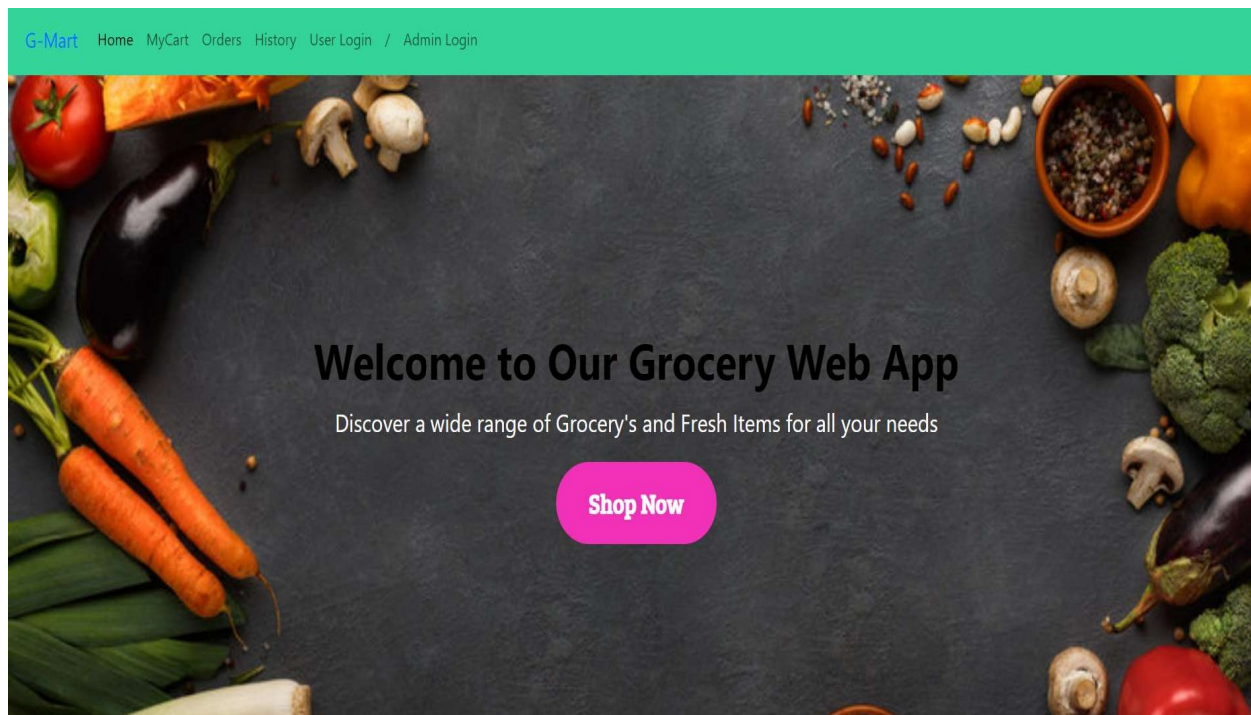 G-Mart Home MyCart Orders History User Login / Admin Login
Welcome to Our Grocery Web App
Discover a wide range of Grocery's and Fresh Items for all your needs
Shop Now